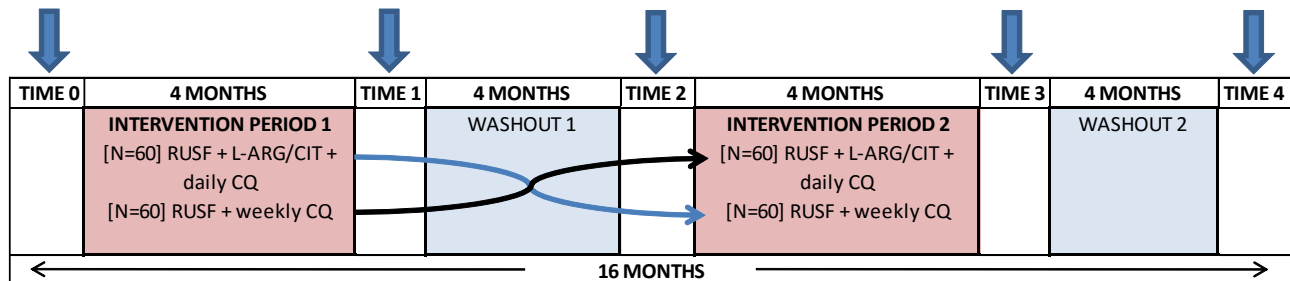 TIME 0 4 MONTHS TIME 1 4 MONTHS TIME 2 4 MONTHS TIME 3 4 MONTHS TIME 4
INTERVENTION PERIOD 1
[N=60] RUSF + L-ARG/CIT +
daily CQ
[N=60] RUSF + weekly CQ
WASHOUT 1
INTERVENTION PERIOD 2
[N=60] RUSF + L-ARG/CIT +
daily CQ
[N=60] RUSF + weekly CQ
WASHOUT 2
16 MONTHS